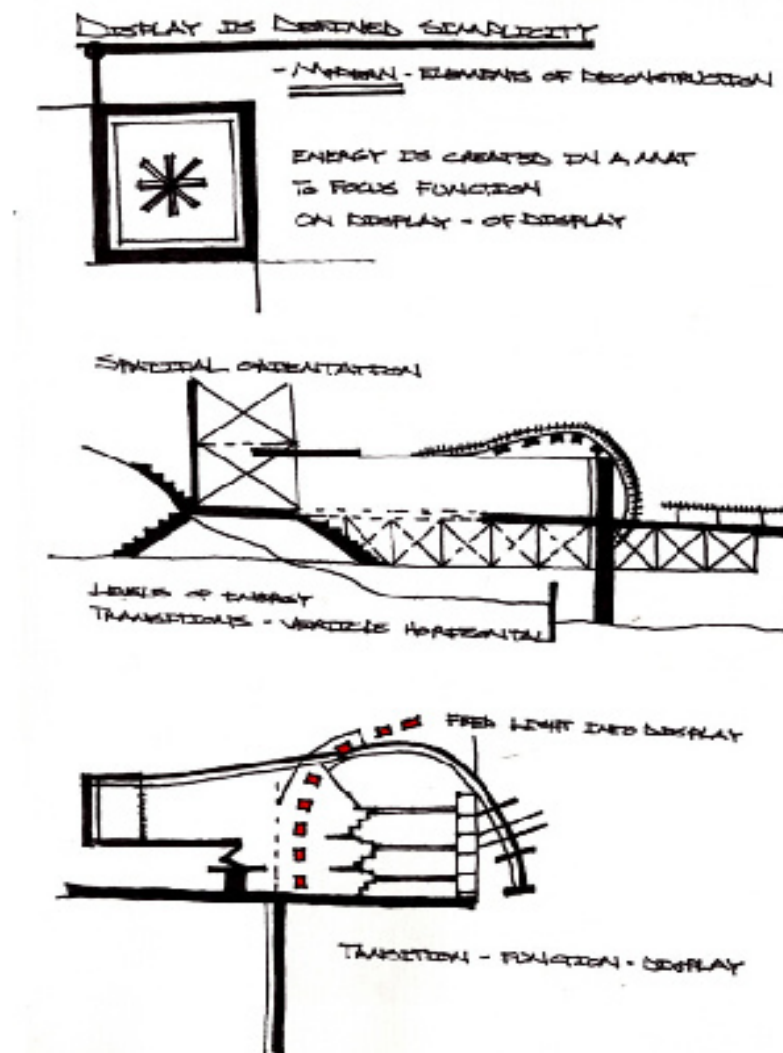 DISPLAY IS DEFINED SIMPLICITY
- MODERN - ELEMENTS OF DECONSTRUCTION
ENERGY IS CREATED IN A MAT
TO FOCUS FUNCTION
ON DISPLAY - OF DISPLAY
SPATIAL ORIENTATION
LEVELS OF ENERGY
TRANSITIONS - VERTICLE HORIZONTAL
FEED LIGHT INTO DISPLAY
TANSITION - FUNCTION - DISPLAY